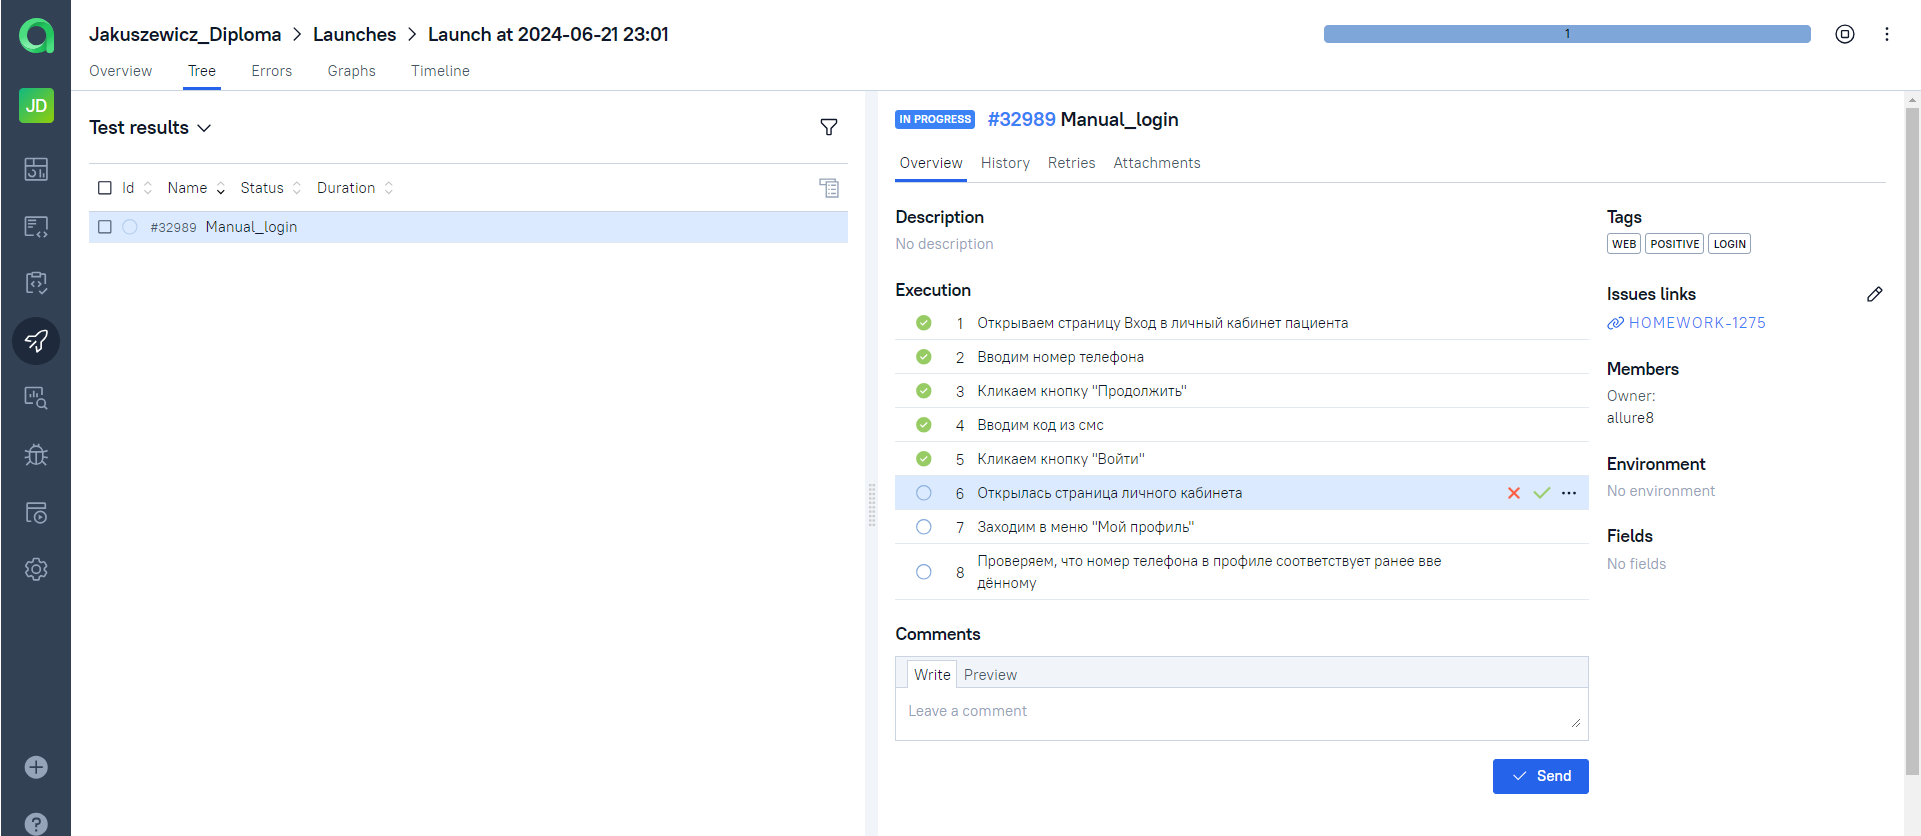 Jakuszewicz_Diploma > Launches > Launch at 2024-06-21 23:01
1
Overview Tree Errors Graphs Timeline
JD
Test results
Id Name Status Duration
#32989 Manual_login
IN PROGRESS #32989 Manual_login
Overview History Retries Attachments
Description
No description
Execution
1 Открываем страницу Вход в личный кабинет пациента
2 Вводим номер телефона
3 Кликаем кнопку "Продолжить"
4 Вводим код из смс
5 Кликаем кнопку "Войти"
6 Открылась страница личного кабинета
7 Заходим в меню "Мой профиль"
8 Проверяем, что номер телефона в профиле соответствует ранее вве
дённому
Comments
Write Preview
Leave a comment
Send
Tags
WEB POSITIVE LOGIN
Issues links
HOMEWORK-1275
Members
Owner:
allure8
Environment
No environment
Fields
No fields